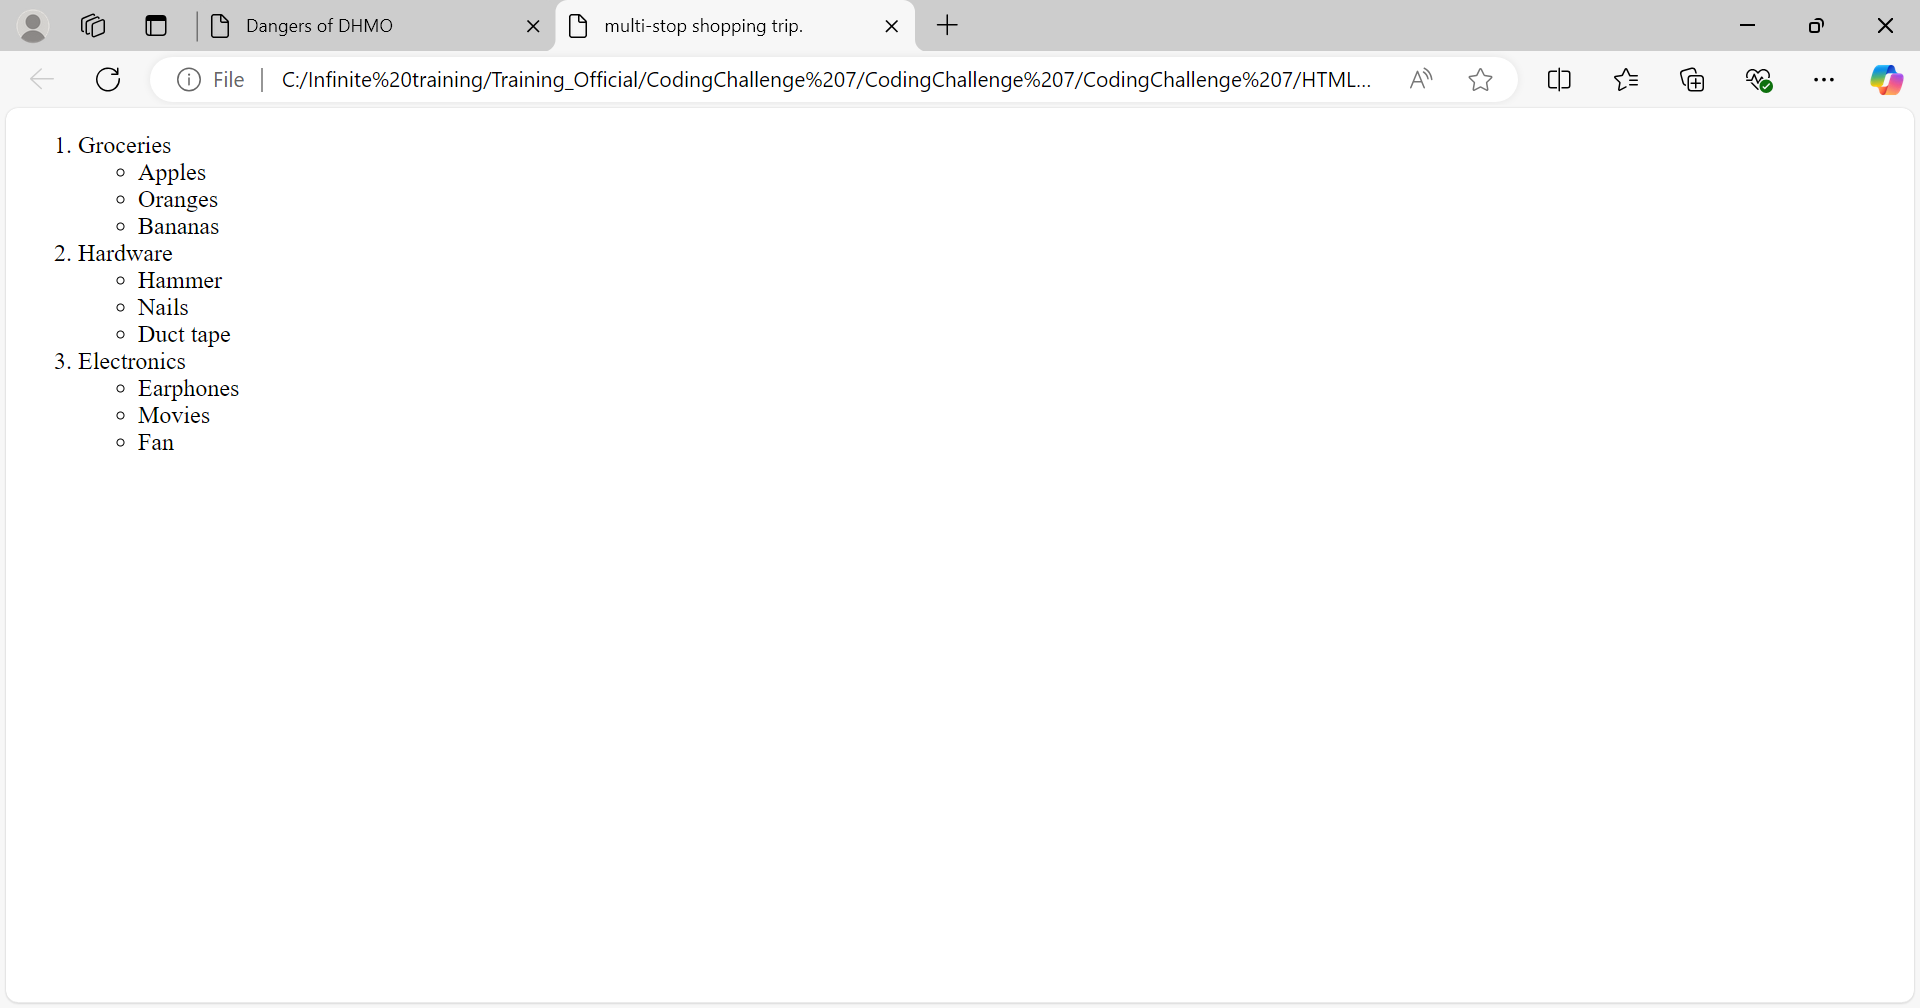 Dangers of DHMO
multi-stop shopping trip.
File
C:/Infinite%20training/Training_Official/CodingChallenge%207/CodingChallenge%207/CodingChallenge%207/HTML...
1. Groceries
Apples
Oranges
Bananas
2. Hardware
Hammer
Nails
Duct tape
3. Electronics
Earphones
Movies
Fan